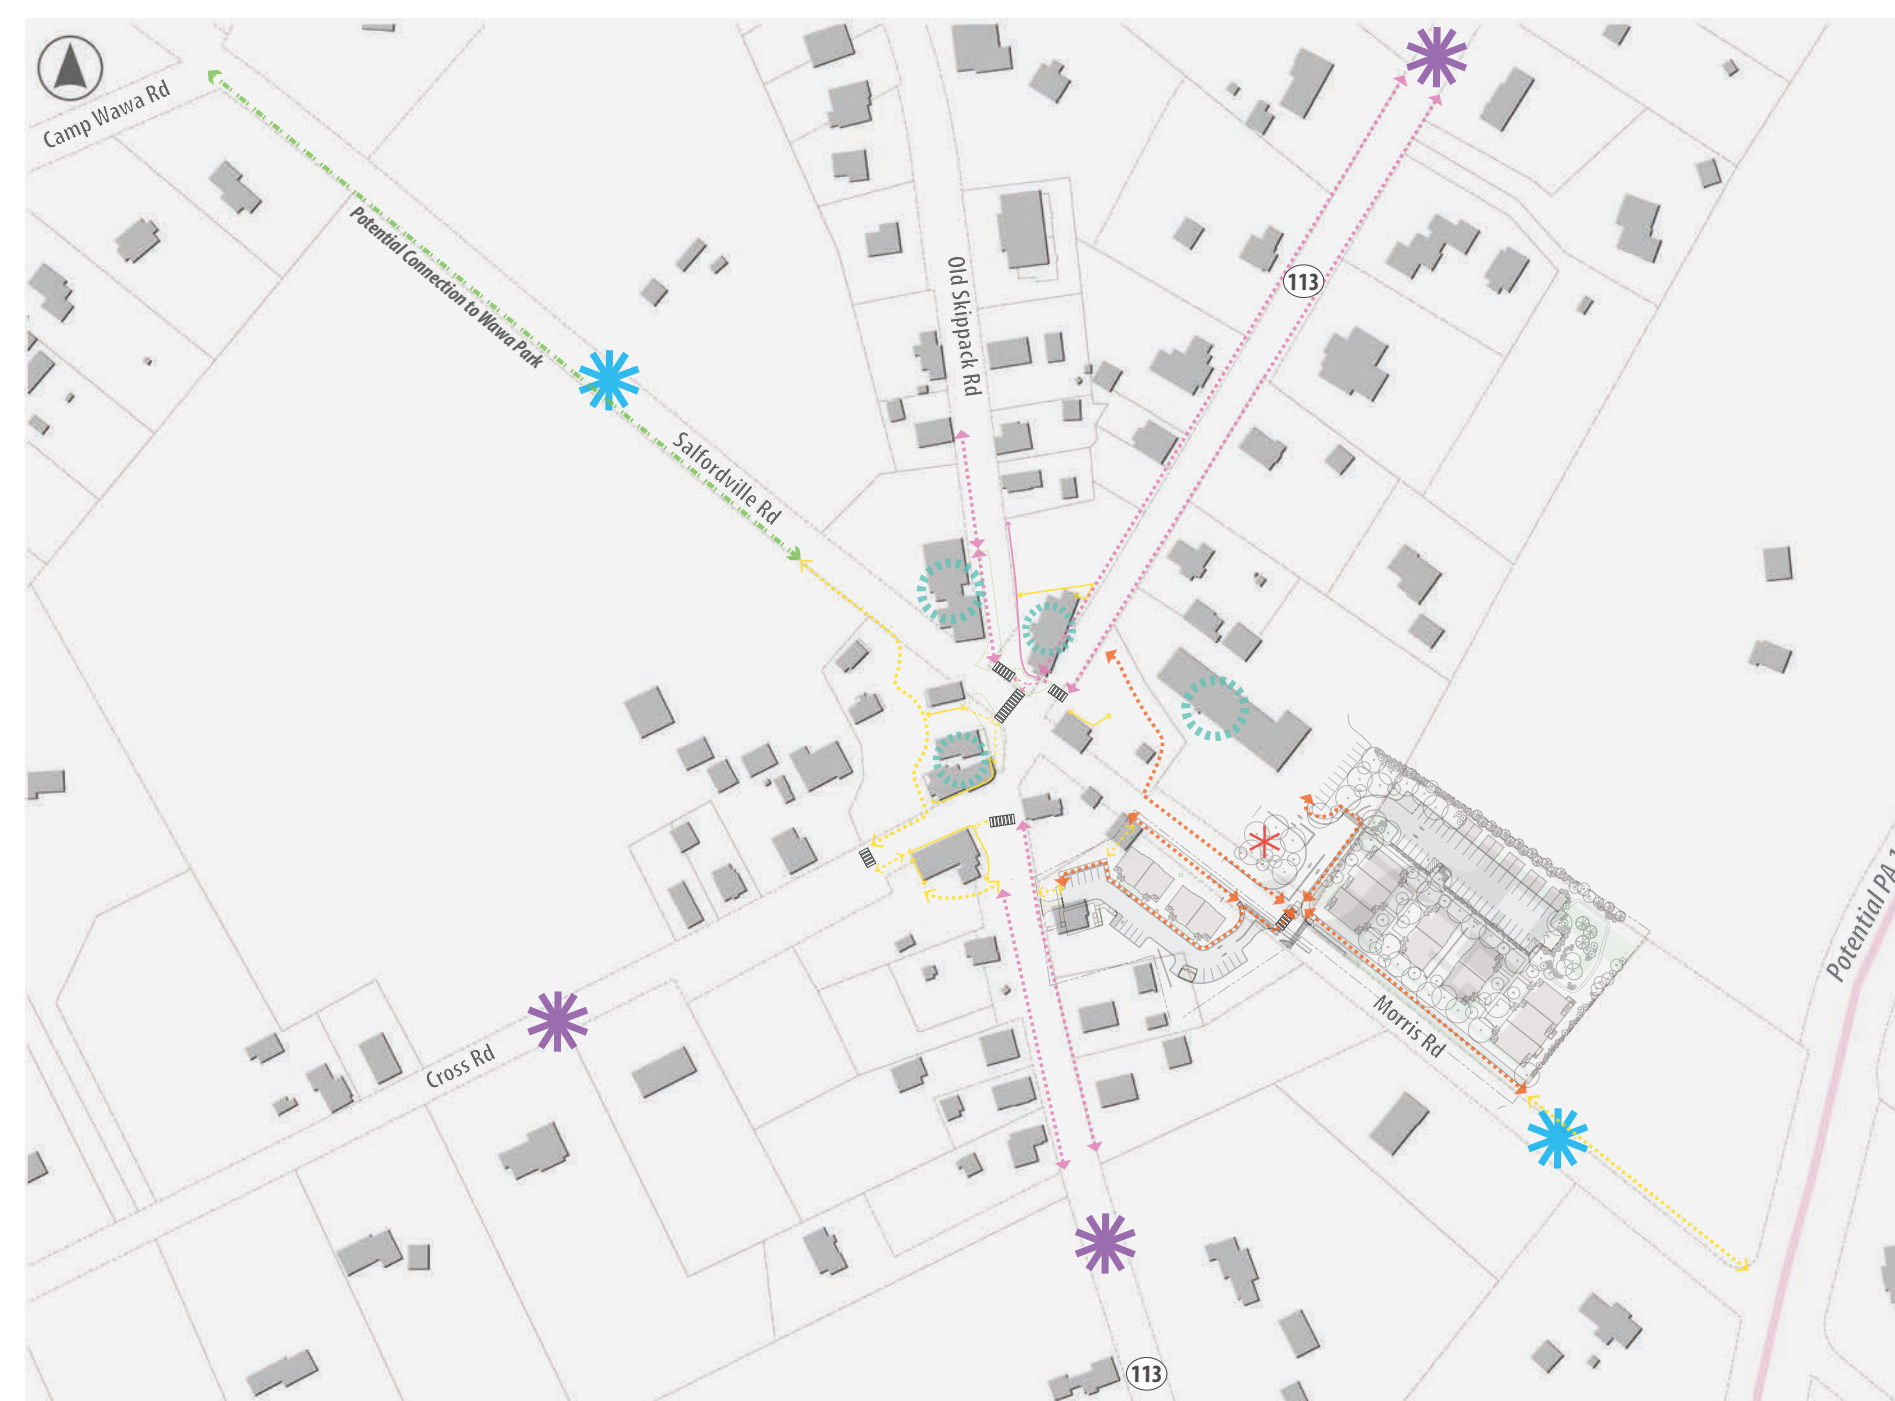 Camp Wawa Rd
Potential Connection to Wawa Park
Salfordville Rd
Old Skippack Rd
113
Morris Rd
Potential PA
Cross Rd
113